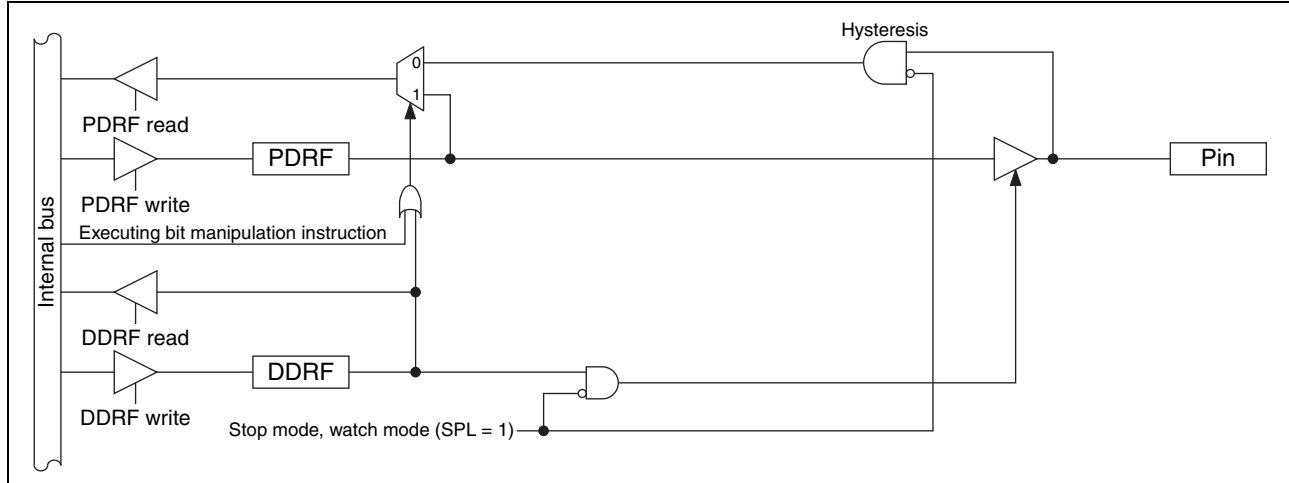 Hysteresis
0
1
PDRF read
PDRF
Pin
PDRF write
Executing bit manipulation instruction
Internal bus
DDRF read
DDRF
DDRF write
Stop mode, watch mode (SPL = 1)